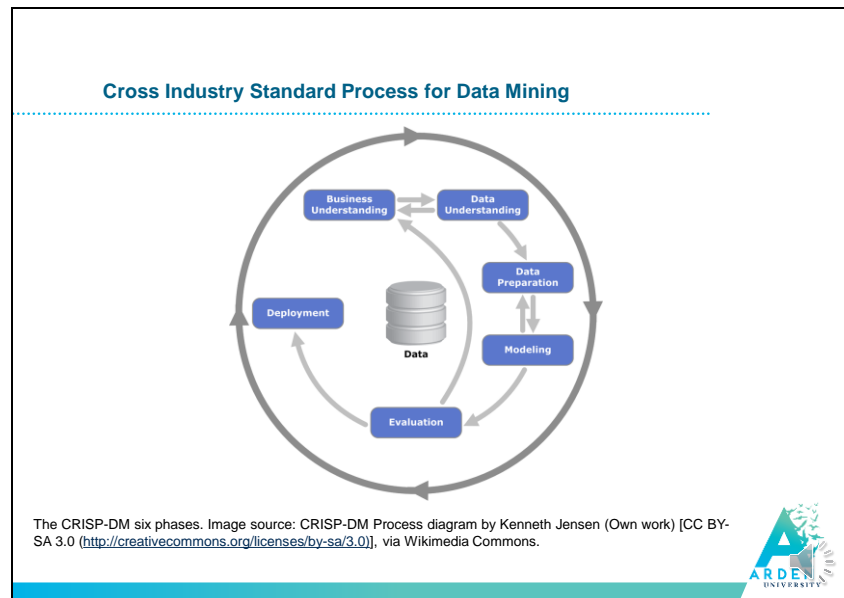 Cross Industry Standard Process for Data Mining
Business
Understanding
Data
Understanding
Data
Preparation
Deployment
Data
Modeling
Evaluation
The CRISP-DM six phases. Image source: CRISP-DM Process diagram by Kenneth Jensen (Own work) [CC BY-
SA 3.0 (http://creativecommons.org/licenses/by-sa/3.0)], via Wikimedia Commons.
ARDE
UNIVERSITY